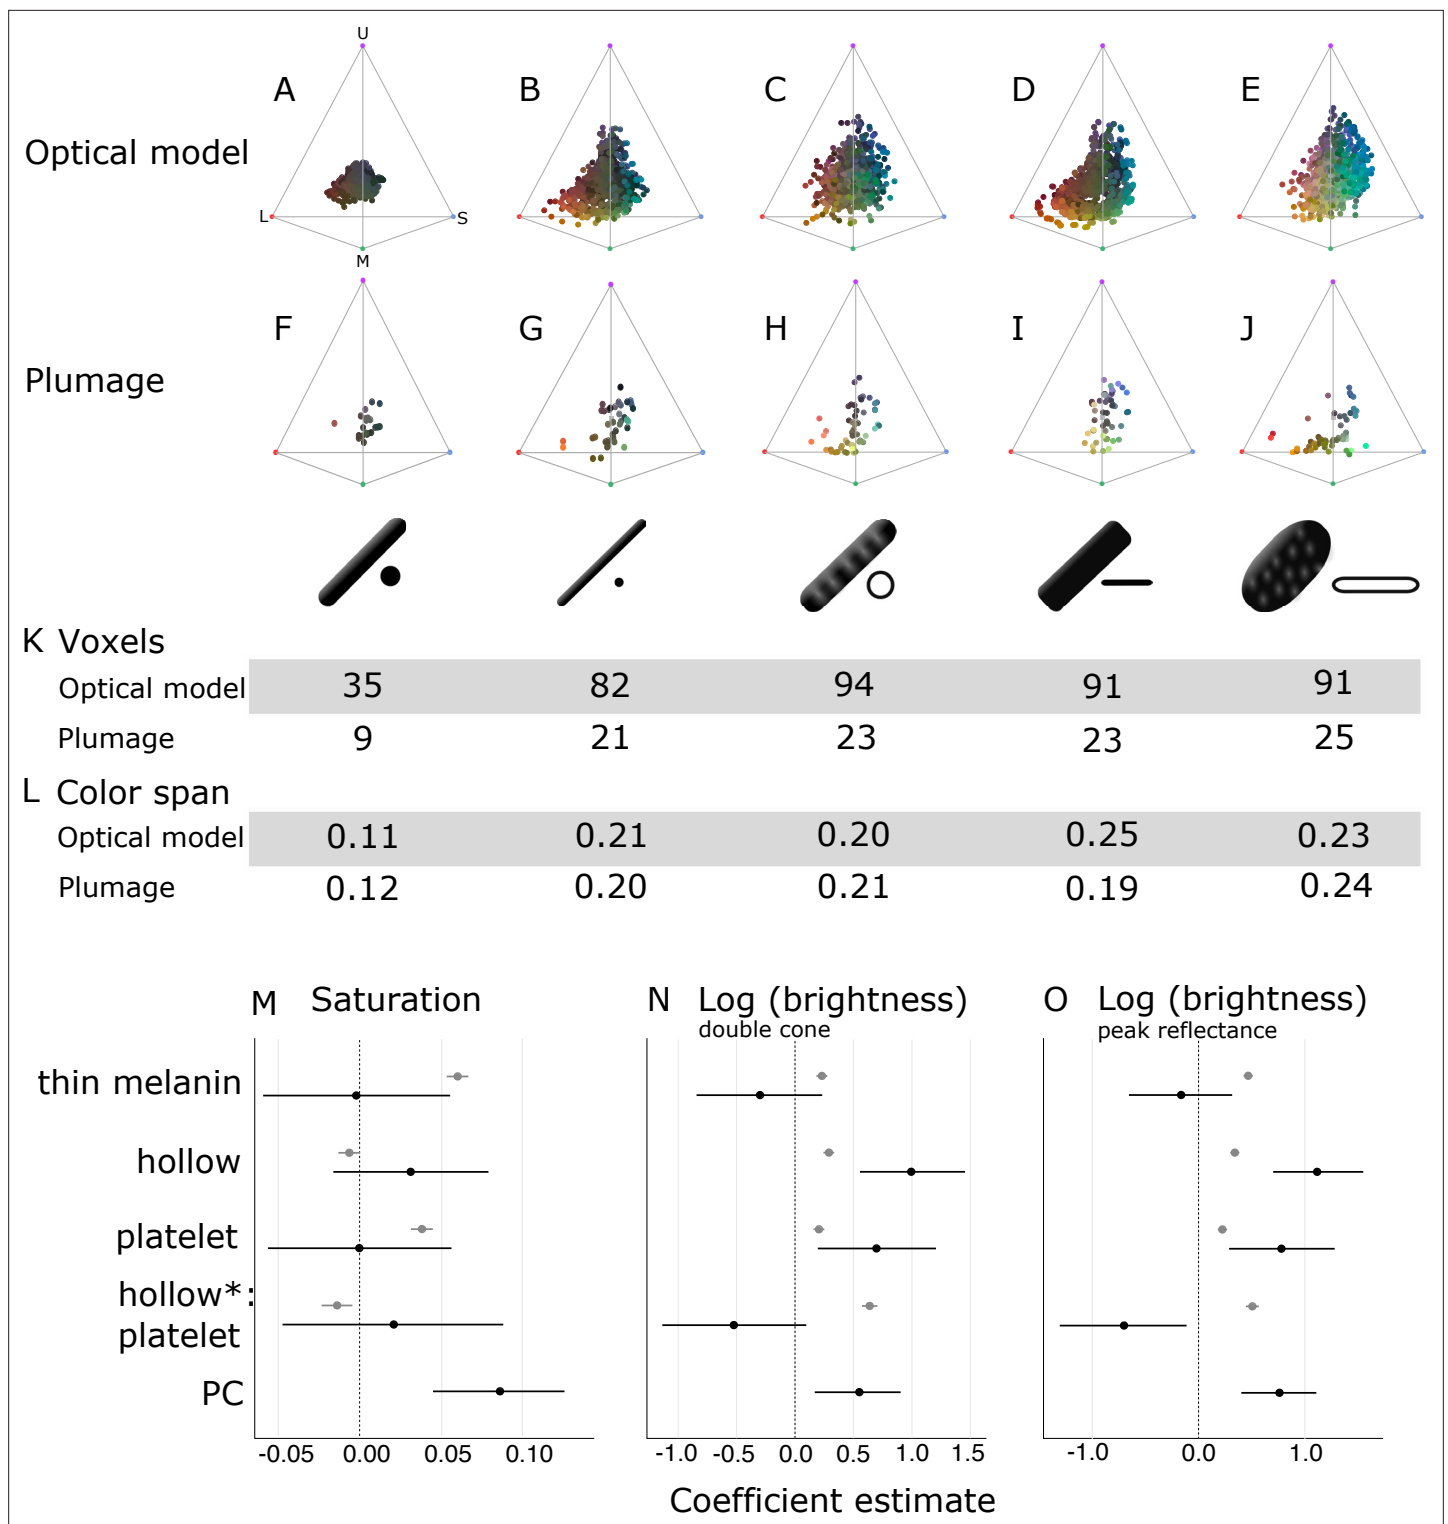 U
A B C D E
Optical model
L S
M
F G H I J
Plumage
K Voxels
Optical model 35 82 94 91 91
Plumage 9 21 23 23 25
L Color span
Optical model 0.11 0.21 0.20 0.25 0.23
Plumage 0.12 0.20 0.21 0.19 0.24
M Saturation N Log (brightness) O Log (brightness)
double cone peak reflectance
thin melanin
hollow
platelet
hollow*:
platelet
PC
-0.05 0.00 0.05 0.10 -1.0 -0.5 0.0 0.5 1.0 1.5 -1.0 0.0 1.0
Coefficient estimate